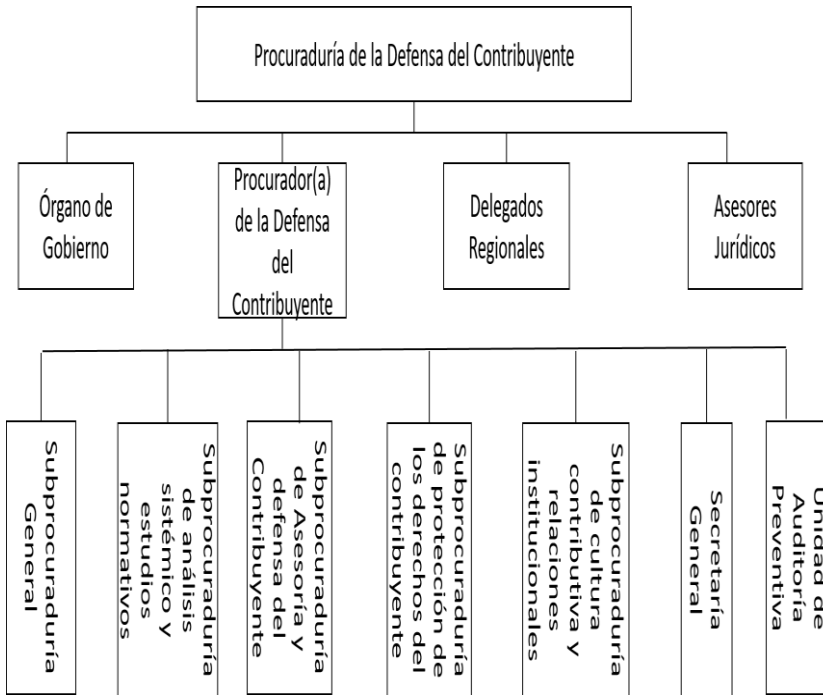 Procuraduría de la Defensa del Contribuyente
Órgano de
Gobierno
Procurador(a)
de la Defensa
del
Contribuyente
Delegados
Regionales
Asesores
Jurídicos
Subprocuraduría
General
Subprocuraduría
de análisis
sistémico y
estudios
normativos
Subprocuraduría
de Asesoría y
defensa del
Contribuyente
Subprocuraduría
de protección de
los derechos del
contribuyente
Subprocuraduría
de cultura
contributiva y
relaciones
institucionales
Secretaría
General
Unidad de
Auditoría
Preventiva